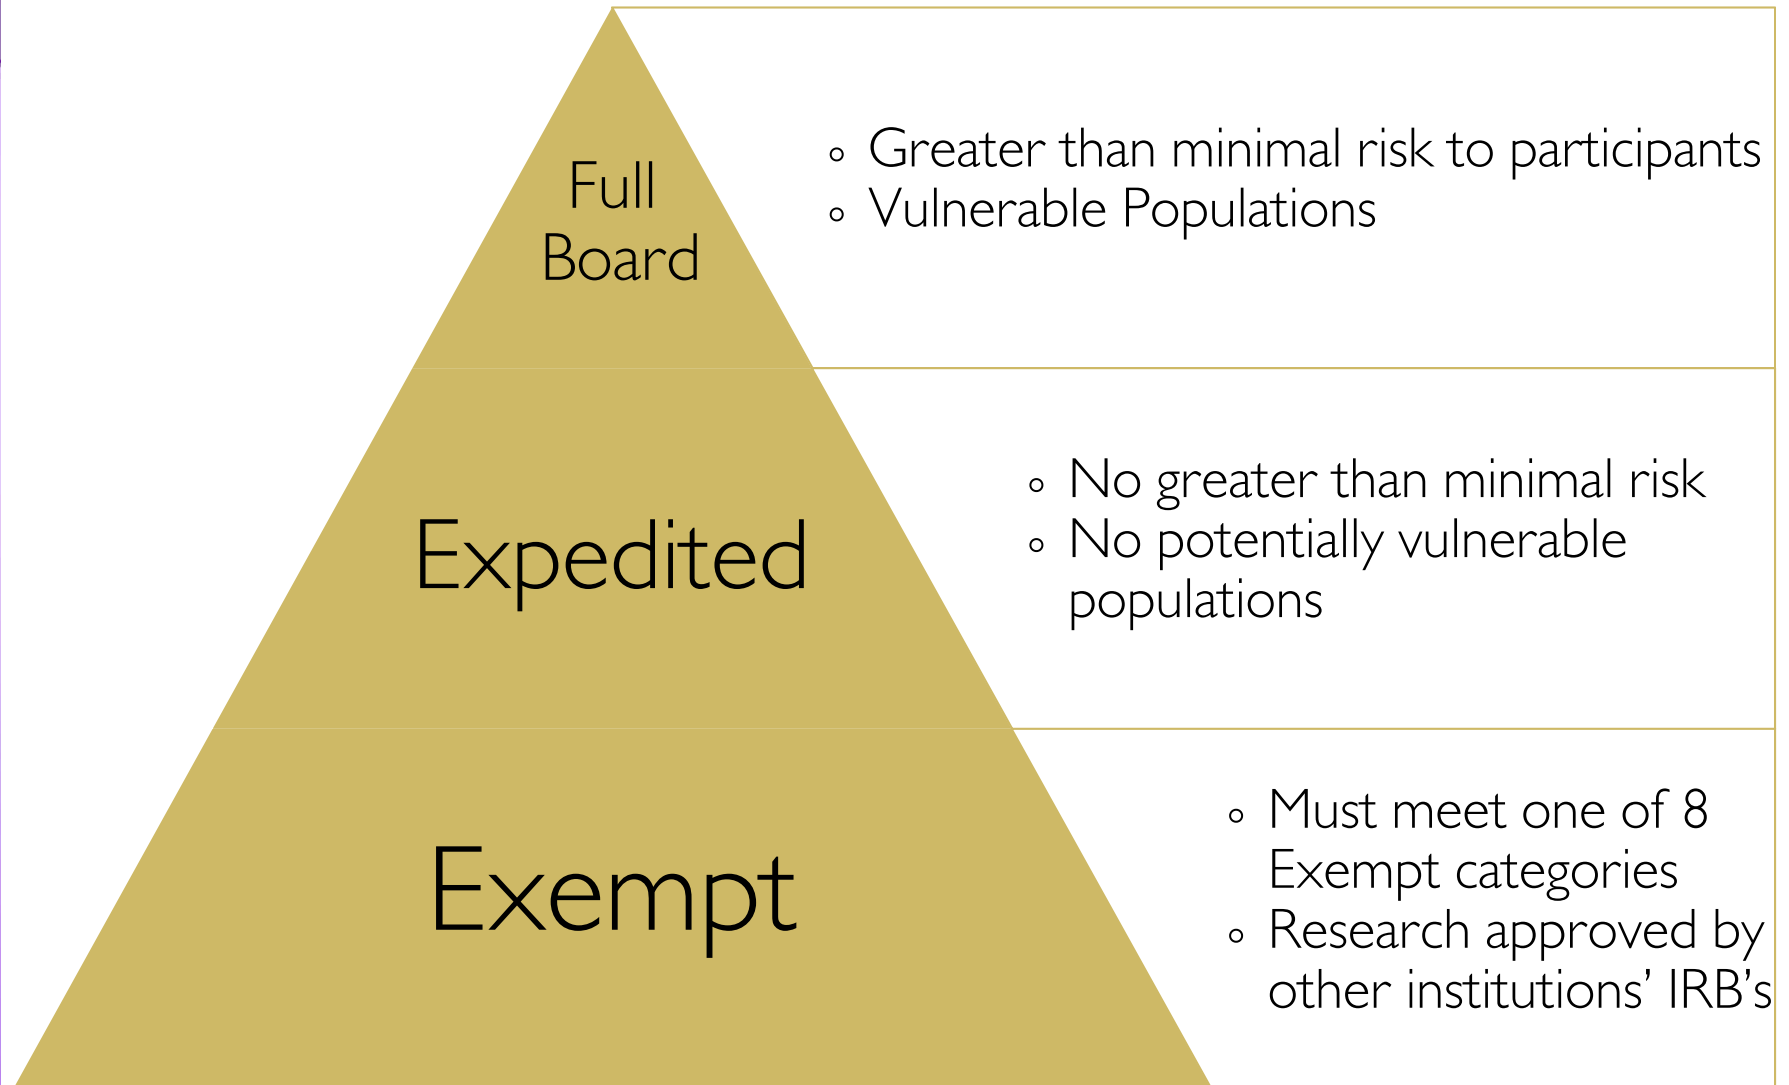 Full
Board
◦ Greater than minimal risk to participants
◦ Vulnerable Populations
Expedited
◦ No greater than minimal risk
◦ No potentially vulnerable
populations
Exempt
◦ Must meet one of 8
Exempt categories
◦ Research approved by
other institutions’ IRB’s